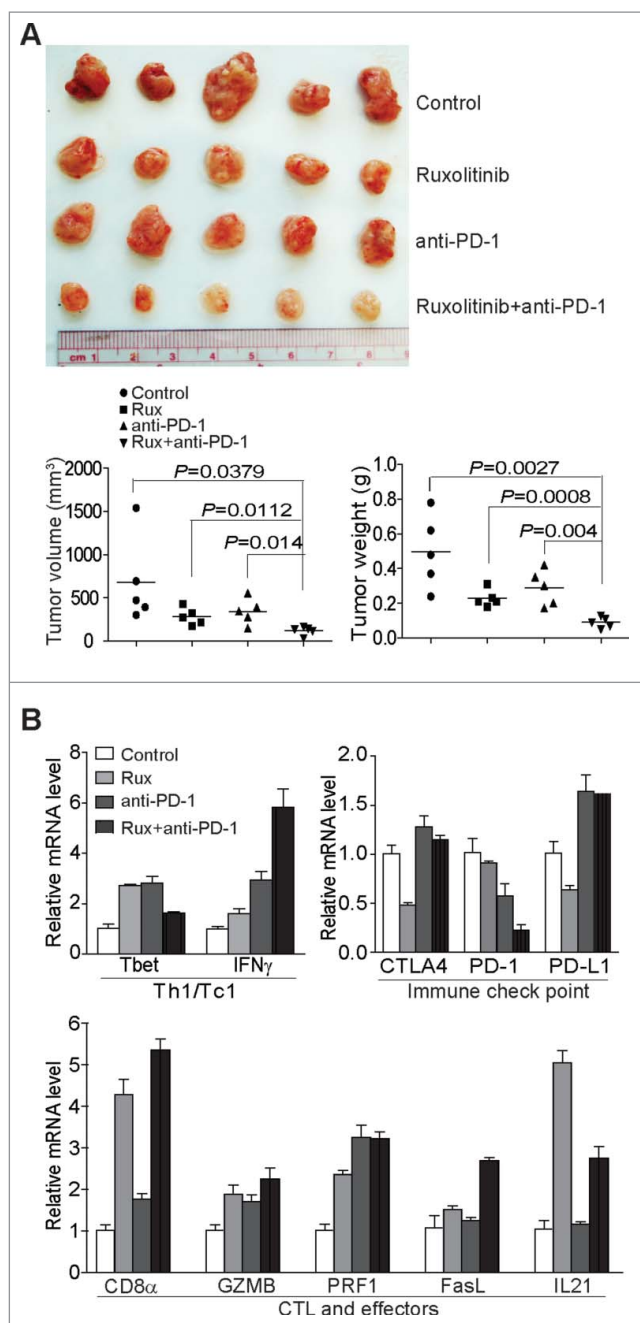 A
Control
Ruxolitinib
anti-PD-1
Ruxolitinib+anti-PD-1
cm 1 2 3 4 5 6 7 8 9
Control
Rux
anti-PD-1
Rux+anti-PD-1
Tumor volume (mm³)
2000
1500
1000
500
0
P=0.0379
P=0.0112
P=0.014
Tumor weight (g)
1.0
0.8
0.6
0.4
0.2
0.0
P=0.0027
P=0.0008
P=0.004
B
Relative mRNA level
8
6
4
2
0
Control
Rux
anti-PD-1
Rux+anti-PD-1
Tbet IFNγ
Th1/Tc1
Relative mRNA level
2.0
1.5
1.0
0.5
0.0
CTLA4 PD-1 PD-L1
Immune check point
Relative mRNA level
6
5
4
3
2
1
0
CD8α GZMB PRF1 FasL IL21
CTL and effectors